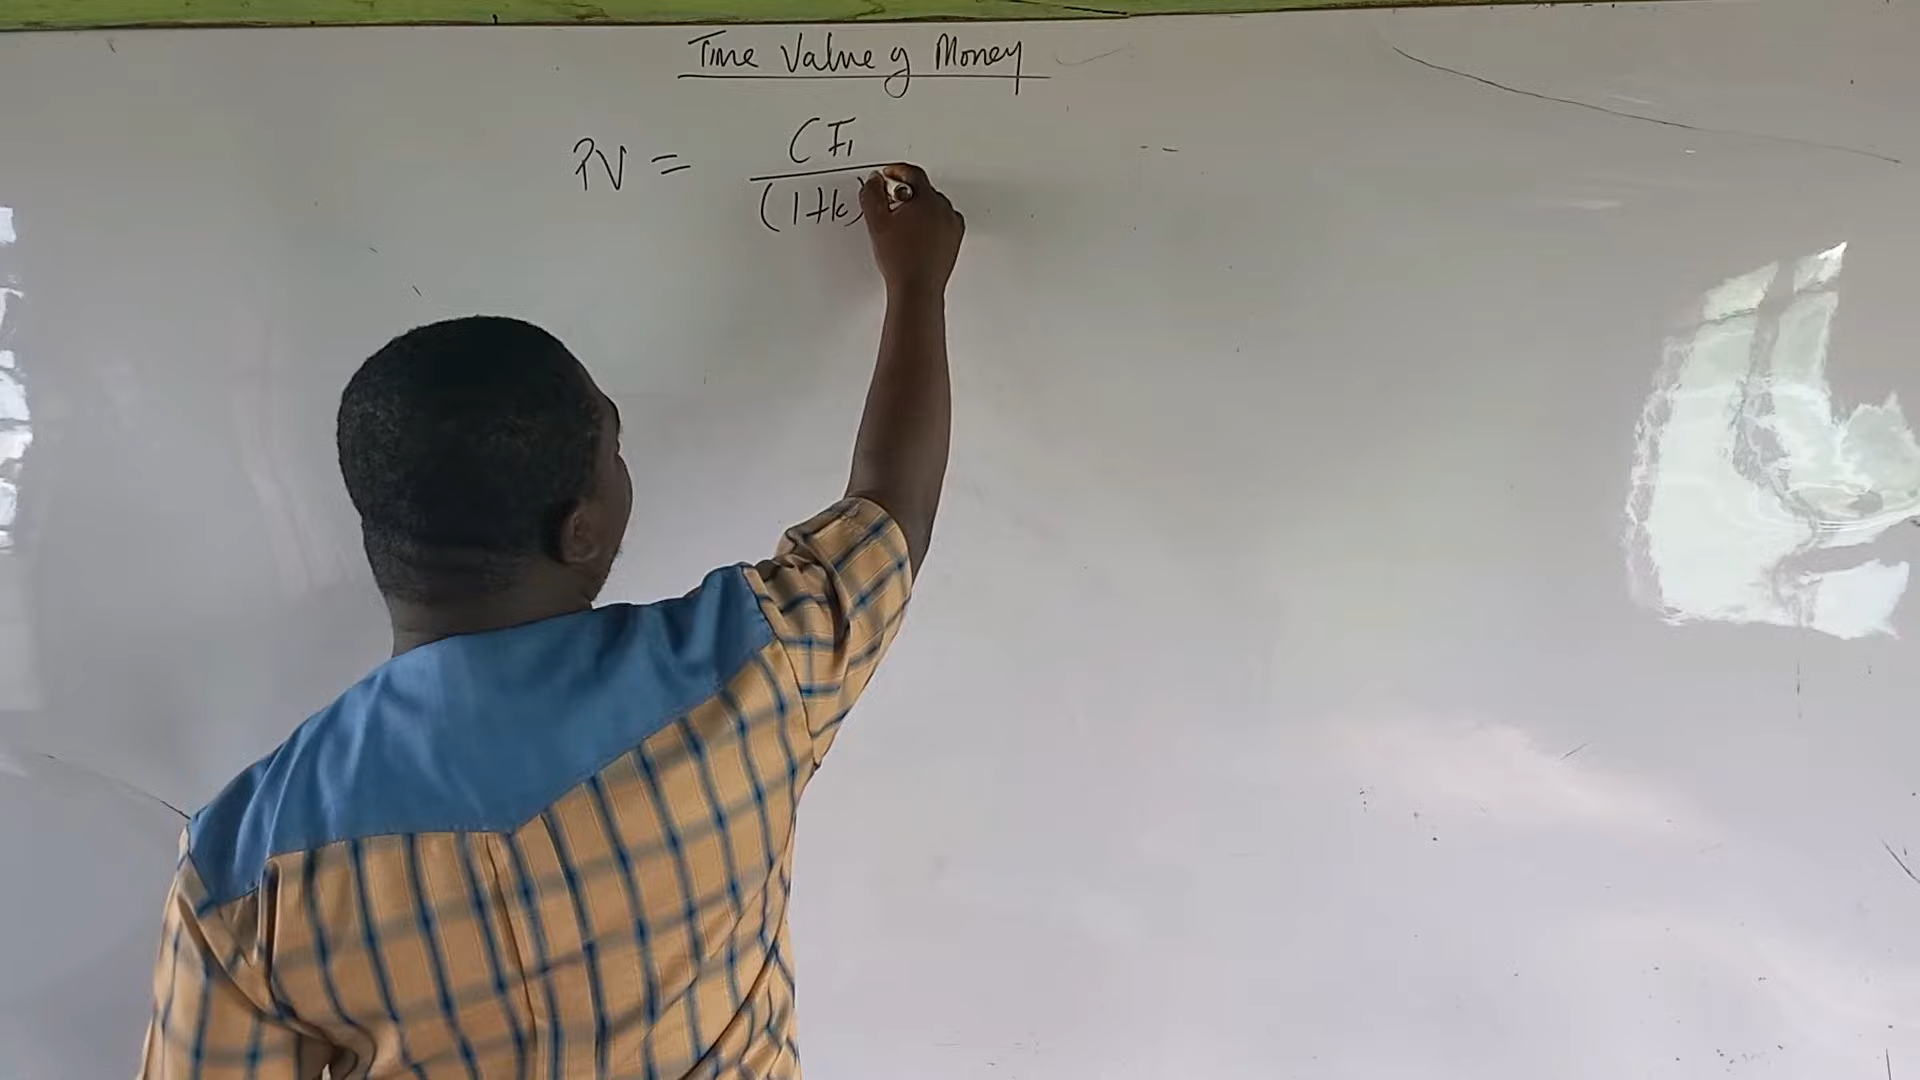 Time Value of Money
PV = CF₁
(1+k)